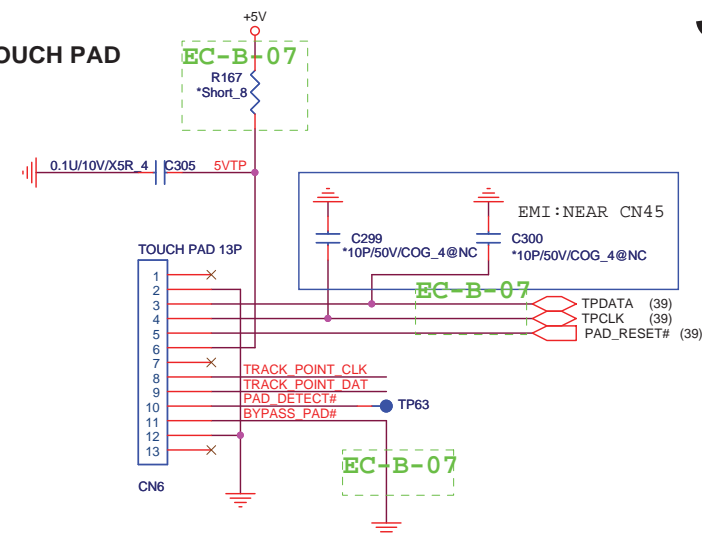 +5V
OUCH PAD
EC-B-07
R167
*Short_8
0.1U/10V/X5R_4
C305
5VTP
EMI:NEAR CN45
C299
*10P/50V/COG_4@NC
C300
*10P/50V/COG_4@NC
TOUCH PAD 13P
EC-B-07
1
2
3
4
5
6
7
8
9
10
11
12
13
TPDATA (39)
TPCLK (39)
PAD_RESET# (39)
TRACK_POINT_CLK
TRACK_POINT_DAT
PAD_DETECT#
TP63
BYPASS_PAD#
EC-B-07
CN6